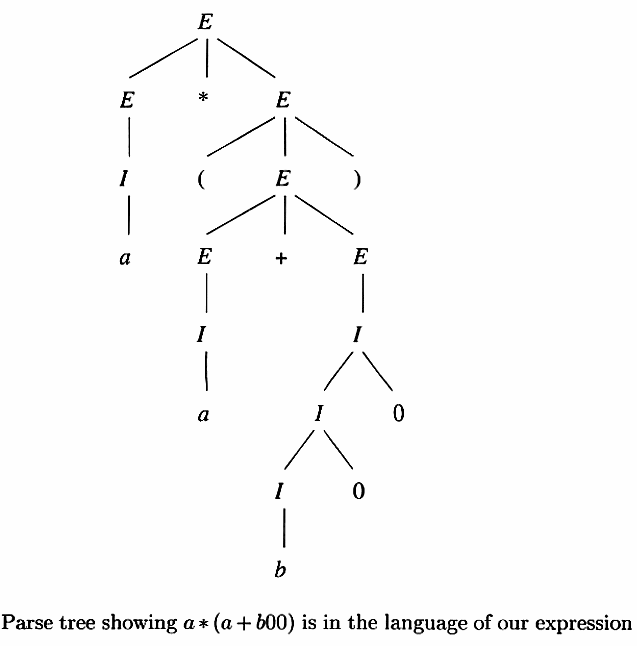 E
E * E
I ( E )
a E + E
I I
a I 0
I 0
b
Parse tree showing a * (a + b00) is in the language of our expression